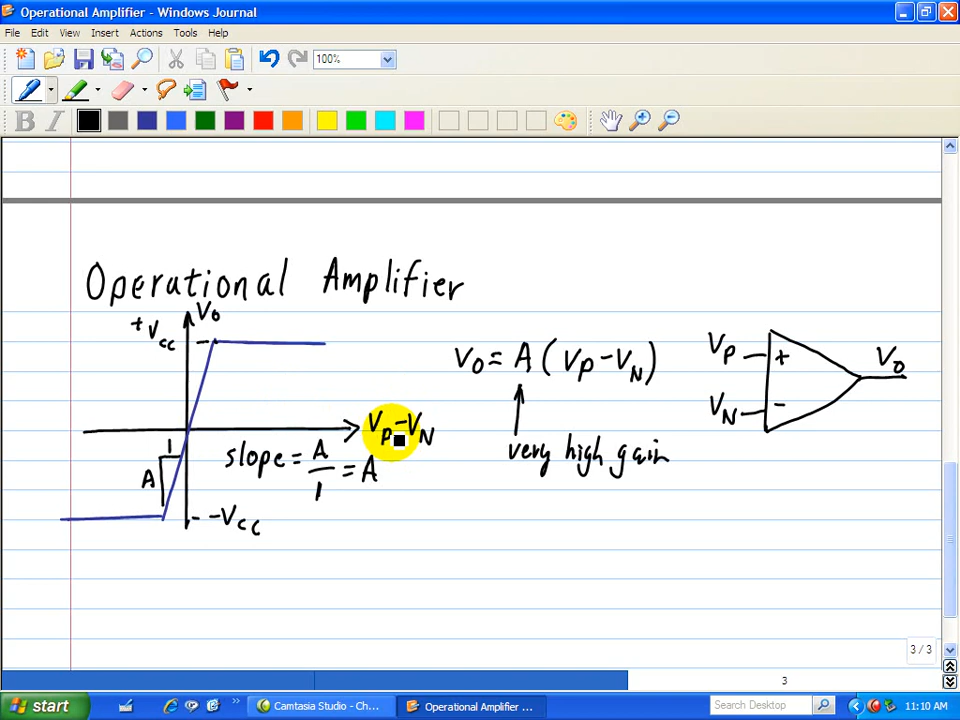 Operational Amplifier - Windows Journal
File Edit View Insert Actions Tools Help
100%
B I
Operational Amplifier
Vo
+Vcc
Vo = A (VP - VN)
VP + Vo
VN -
VP - VN
1
A
slope = A/1 = A
very high gain
- Vcc
3 / 3
3
start Camtasia Studio - Ch... Operational Amplifier ... Search Desktop 11:10 AM